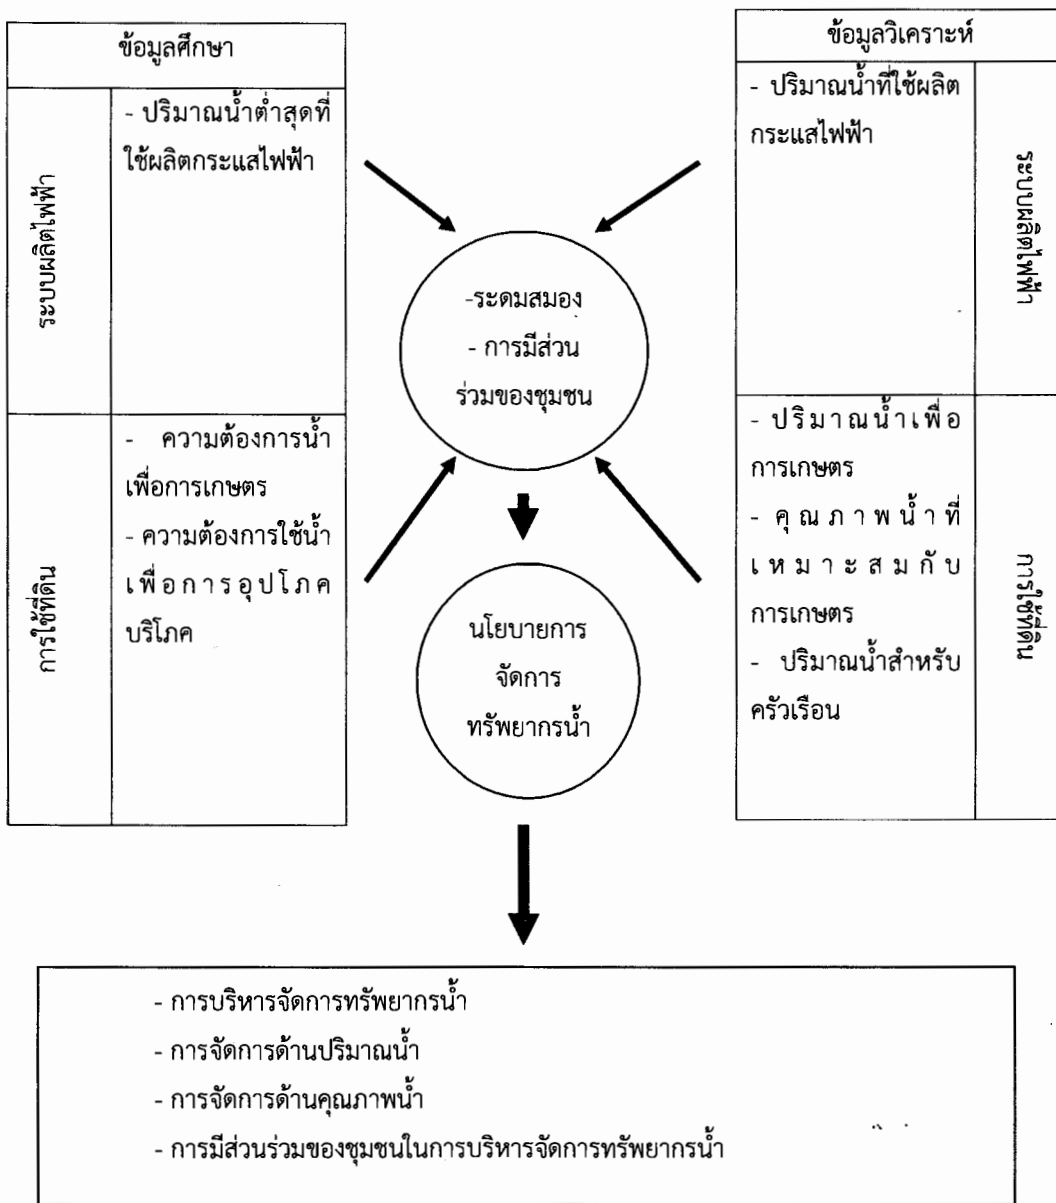 ข้อมูลศึกษา
ระบบผลิตไฟฟ้า
- ปริมาณน้ำต่ำสุดที่
ใช้ผลิตกระแสไฟฟ้า
การใช้ที่ดิน
- ความต้องการน้ำ
เพื่อการเกษตร
- ความต้องการใช้น้ำ
เพื่อการอุปโภค
บริโภค
-ระดมสมอง
- การมีส่วน
ร่วมของชุมชน
นโยบายการ
จัดการ
ทรัพยากรน้ำ
ข้อมูลวิเคราะห์
- ปริมาณน้ำที่ใช้ผลิต
กระแสไฟฟ้า
ระบบผลิตไฟฟ้า
- ปริมาณน้ำเพื่อ
การเกษตร
- คุณภาพน้ำที่
เหมาะสมกับ
การเกษตร
- ปริมาณน้ำสำหรับ
ครัวเรือน
การใช้ที่ดิน
- การบริหารจัดการทรัพยากรน้ำ
- การจัดการด้านปริมาณน้ำ
- การจัดการด้านคุณภาพน้ำ
- การมีส่วนร่วมของชุมชนในการบริหารจัดการทรัพยากรน้ำ